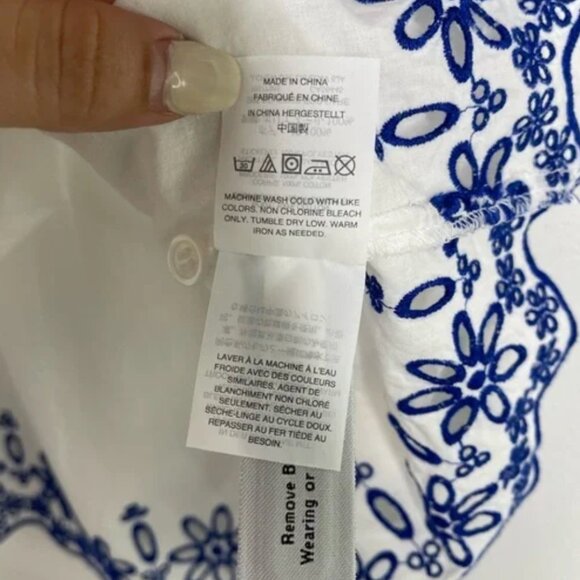 MADE IN CHINA
FABRIQUÉ EN CHINE
IN CHINA HERGESTELLT
中国製
30
MACHINE WASH COLD WITH LIKE
COLORS. NON CHLORINE BLEACH
ONLY. TUMBLE DRY LOW. WARM
IRON AS NEEDED.
LAVER À LA MACHINE À L'EAU
FROIDE AVEC DES COULEURS
SIMILAIRES. AGENT DE
BLANCHIMENT NON CHLORÉ
SEULEMENT. SÉCHER AU
SÈCHE-LINGE AU CYCLE DOUX.
REPASSER AU FER TIÈDE AU
BESOIN.
Remove B
Wearing or